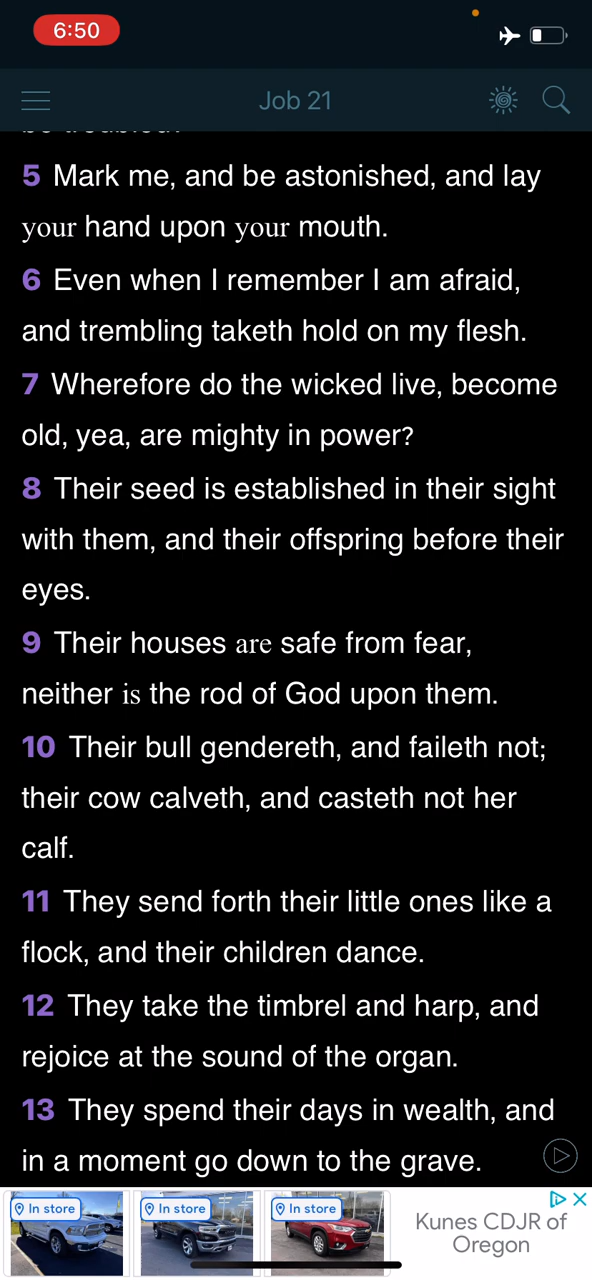 6:50
Job 21
be troubled?
5 Mark me, and be astonished, and lay
your hand upon your mouth.
6 Even when I remember I am afraid,
and trembling taketh hold on my flesh.
7 Wherefore do the wicked live, become
old, yea, are mighty in power?
8 Their seed is established in their sight
with them, and their offspring before their
eyes.
9 Their houses are safe from fear,
neither is the rod of God upon them.
10 Their bull gendereth, and faileth not;
their cow calveth, and casteth not her
calf.
11 They send forth their little ones like a
flock, and their children dance.
12 They take the timbrel and harp, and
rejoice at the sound of the organ.
13 They spend their days in wealth, and
in a moment go down to the grave.
In store
In store
In store
Kunes CDJR of
Oregon